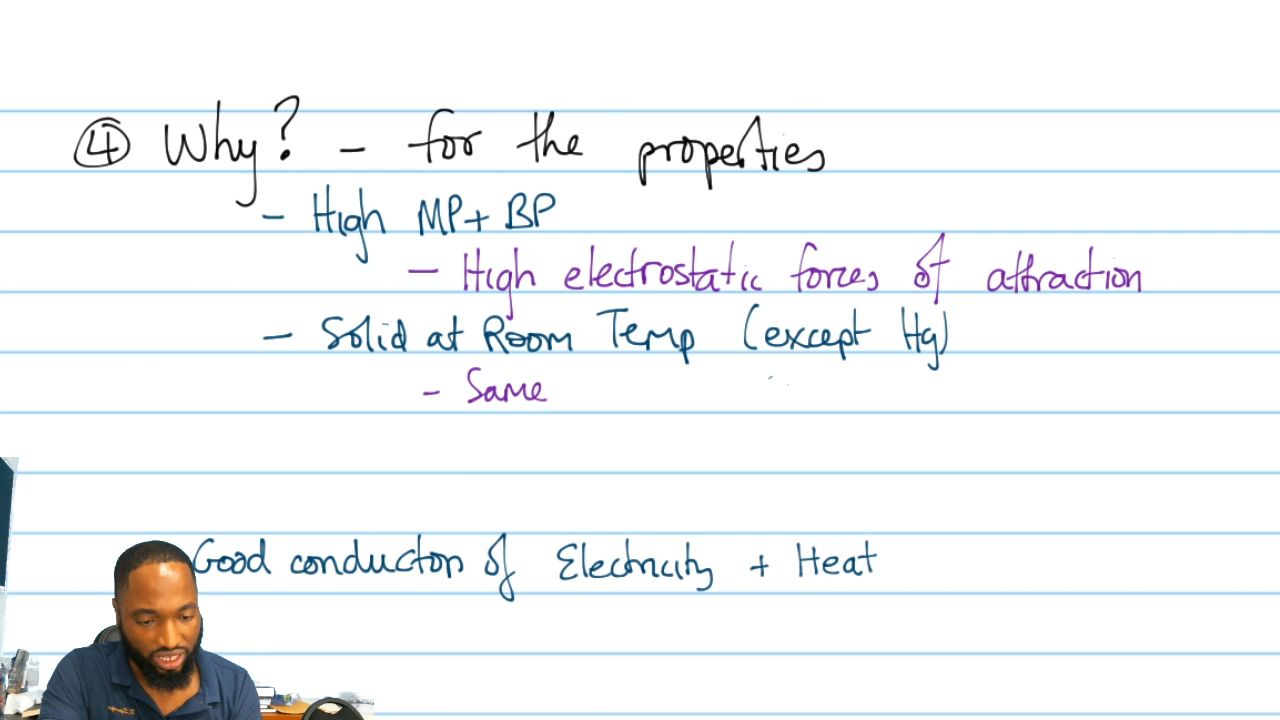 ④ Why? - for the properties
- High MP + BP
- High electrostatic forces of attraction
- Solid at Room Temp (except Hg)
- Same
Good conductor of Electricity + Heat